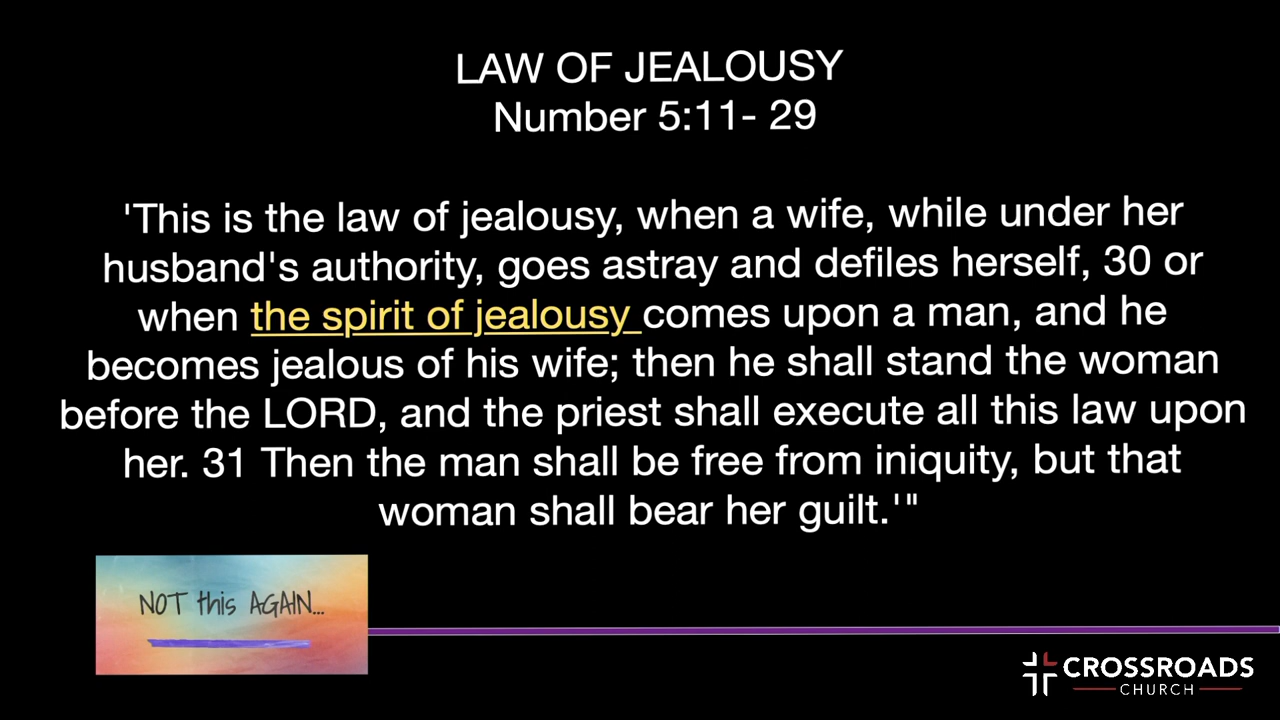 LAW OF JEALOUSY
Number 5:11- 29
'This is the law of jealousy, when a wife, while under her
husband's authority, goes astray and defiles herself, 30 or
when the spirit of jealousy comes upon a man, and he
becomes jealous of his wife; then he shall stand the woman
before the LORD, and the priest shall execute all this law upon
her. 31 Then the man shall be free from iniquity, but that
woman shall bear her guilt.'"
NOT this AGAIN...
CROSSROADS
CHURCH